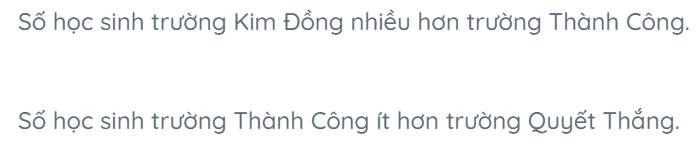 Số học sinh trường Kim Đồng nhiều hơn trường Thành Công.
Số học sinh trường Thành Công ít hơn trường Quyết Thắng.